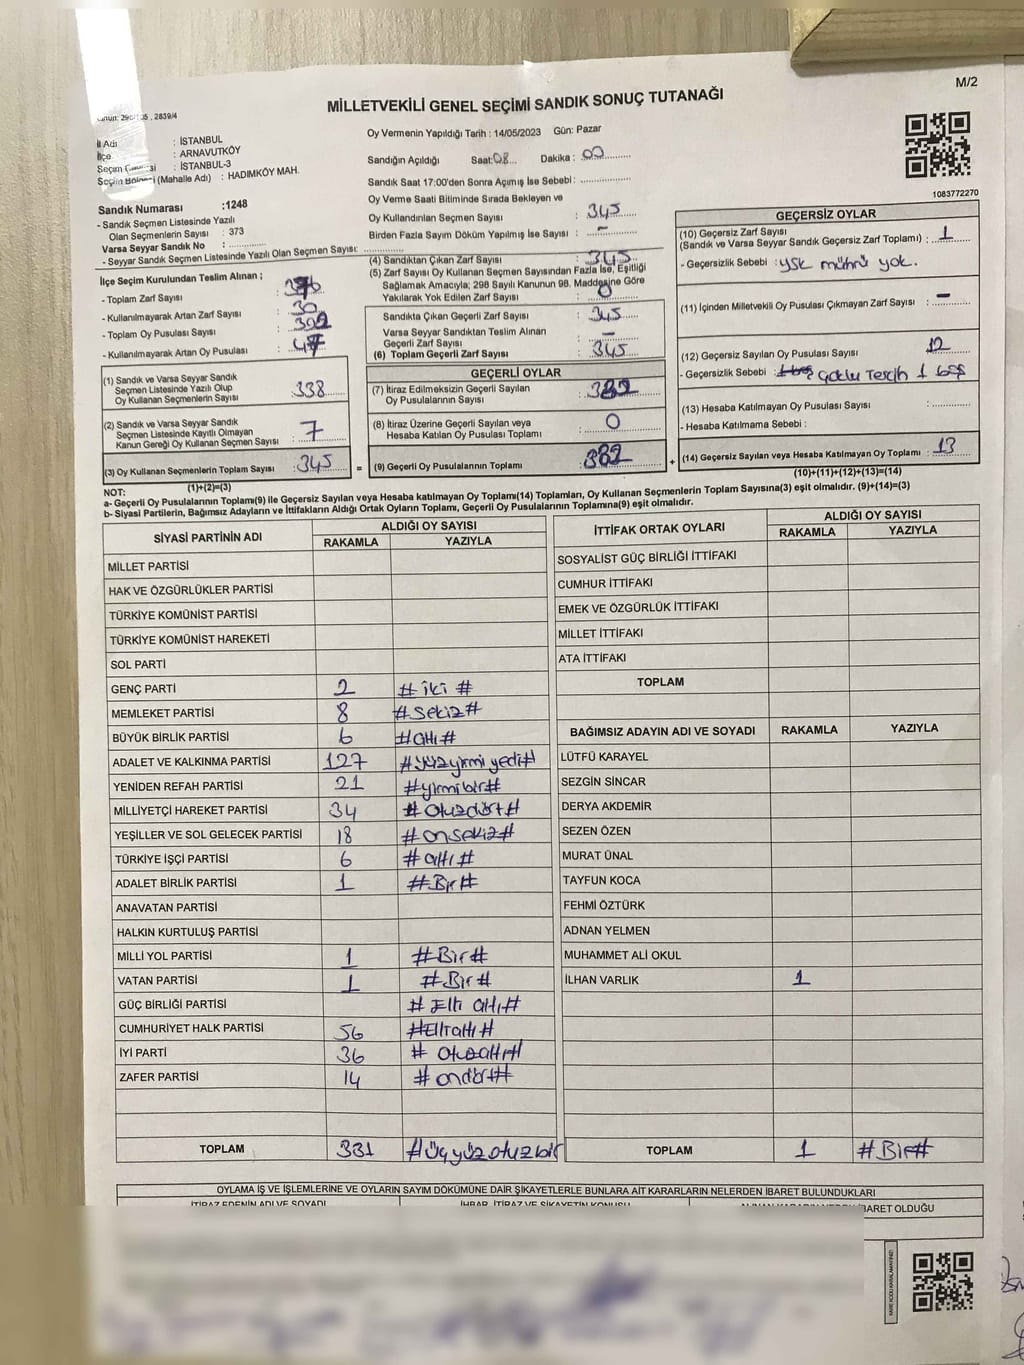 M/2
MİLLETVEKİLİ GENEL SEÇİMİ SANDIK SONUÇ TUTANAĞI
2839/4
İl Adı : İSTANBUL
İlçe : ARNAVUTKÖY
Seçim Çevresi : İSTANBUL-3
Seçim Bölgesi (Mahalle Adı) : HADIMKÖY MAH.
Sandık Numarası :1248
- Sandık Seçmen Listesinde Yazılı
Olan Seçmenlerin Sayısı : 373
Varsa Seyyar Sandık No :
- Seyyar Sandık Seçmen Listesinde Yazılı Olan Seçmen Sayısı:
Oy Vermenin Yapıldığı Tarih : 14/05/2023 Gün: Pazar
Sandığın Açıldığı Saat: 08 Dakika : 00
Sandık Saat 17:00'den Sonra Açılmış İse Sebebi :
Oy Verme Saati Bitiminde Sırada Bekleyen ve
Oy Kullandırılan Seçmen Sayısı : 345
Birden Fazla Sayım Döküm Yapılmış İse Sayısı : -
1083772270
İlçe Seçim Kurulundan Teslim Alınan ;
- Toplam Zarf Sayısı :
- Kullanılmayarak Artan Zarf Sayısı : 30
- Toplam Oy Pusulası Sayısı :
- Kullanılmayarak Artan Oy Pusulası :
(1) Sandık ve Varsa Seyyar Sandık
Seçmen Listesinde Yazılı Olup
Oy Kullanan Seçmenlerin Sayısı : 338
(2) Sandık ve Varsa Seyyar Sandık
Seçmen Listesinde Kayıtlı Olmayan
Kanun Gereği Oy Kullanan Seçmen Sayısı : 7
(3) Oy Kullanan Seçmenlerin Toplam Sayısı : 345
(1)+(2)=(3)
(4) Sandıktan Çıkan Zarf Sayısı : 345
(5) Zarf Sayısı Oy Kullanan Seçmen Sayısından Fazla İse, Eşitliği
Sağlamak Amacıyla; 298 Sayılı Kanunun 98. Maddesine Göre
Yakılarak Yok Edilen Zarf Sayısı : 0
Sandıkta Çıkan Geçerli Zarf Sayısı : 345
Varsa Seyyar Sandıktan Teslim Alınan
Geçerli Zarf Sayısı : -
(6) Toplam Geçerli Zarf Sayısı : 345
GEÇERLİ OYLAR
(7) İtiraz Edilmeksizin Geçerli Sayılan
Oy Pusulalarının Sayısı :
(8) İtiraz Üzerine Geçerli Sayılan veya
Hesaba Katılan Oy Pusulası Toplamı : 0
(9) Geçerli Oy Pusulalarının Toplamı : 332
GEÇERSİZ OYLAR
(10) Geçersiz Zarf Sayısı
(Sandık ve Varsa Seyyar Sandık Geçersiz Zarf Toplamı) : 1
- Geçersizlik Sebebi : YSK mührü yok.
(11) İçinden Milletvekili Oy Pusulası Çıkmayan Zarf Sayısı : -
(12) Geçersiz Sayılan Oy Pusulası Sayısı : 12
- Geçersizlik Sebebi : Çoklu Tercih 1 boş
(13) Hesaba Katılmayan Oy Pusulası Sayısı :
- Hesaba Katılmama Sebebi :
(14) Geçersiz Sayılan veya Hesaba Katılmayan Oy Toplamı : 13
(10)+(11)+(12)+(13)=(14)
NOT:
a- Geçerli Oy Pusulalarının Toplamı(9) ile Geçersiz Sayılan veya Hesaba katılmayan Oy Toplamı(14) Toplamları, Oy Kullanan Seçmenlerin Toplam Sayısına(3) eşit olmalıdır. (9)+(14)=(3)
b- Siyasi Partilerin, Bağımsız Adayların ve İttifakların Aldığı Ortak Oyların Toplamı, Geçerli Oy Pusulalarının Toplamına(9) eşit olmalıdır.
SİYASİ PARTİNİN ADI ALDIĞI OY SAYISI
RAKAMLA YAZIYLA
MİLLET PARTİSİ
HAK VE ÖZGÜRLÜKLER PARTİSİ
TÜRKİYE KOMÜNİST PARTİSİ
TÜRKİYE KOMÜNİST HAREKETİ
SOL PARTİ
GENÇ PARTİ 2 # iki #
MEMLEKET PARTİSİ 8 #Sekiz#
BÜYÜK BİRLİK PARTİSİ 6 #altı#
ADALET VE KALKINMA PARTİSİ 127 #yüzyirmi yedi#
YENİDEN REFAH PARTİSİ 21 #yirmibir#
MİLLİYETÇİ HAREKET PARTİSİ 34 #otuzdört#
YEŞİLLER VE SOL GELECEK PARTİSİ 18 #onsekiz#
TÜRKİYE İŞÇİ PARTİSİ 6 #altı#
ADALET BİRLİK PARTİSİ 1 #Bir#
ANAVATAN PARTİSİ
HALKIN KURTULUŞ PARTİSİ
MİLLİ YOL PARTİSİ 1 #Bir#
VATAN PARTİSİ 1 #Bir#
GÜÇ BİRLİĞİ PARTİSİ # Elli altı#
CUMHURİYET HALK PARTİSİ 56 #Elli altı#
İYİ PARTİ 36 # otuzaltı#
ZAFER PARTİSİ 14 # ondört#
TOPLAM 331 #Üçyüzotuzbir
İTTİFAK ORTAK OYLARI ALDIĞI OY SAYISI
RAKAMLA YAZIYLA
SOSYALİST GÜÇ BİRLİĞİ İTTİFAKI
CUMHUR İTTİFAKI
EMEK VE ÖZGÜRLÜK İTTİFAKI
MİLLET İTTİFAKI
ATA İTTİFAKI
TOPLAM
BAĞIMSIZ ADAYIN ADI VE SOYADI RAKAMLA YAZIYLA
LÜTFÜ KARAYEL
SEZGİN SİNCAR
DERYA AKDEMİR
SEZEN ÖZEN
MURAT ÜNAL
TAYFUN KOCA
FEHMİ ÖZTÜRK
ADNAN YELMEN
MUHAMMET ALİ OKUL
İLHAN VARLIK 1
TOPLAM 1 #Bir#
OYLAMA İŞ VE İŞLEMLERİNE VE OYLARIN SAYIM DÖKÜMÜNE DAİR ŞİKAYETLERLE BUNLARA AİT KARARLARIN NELERDEN İBARET BULUNDUKLARI
İTİRAZ EDENİN ADI VE SOYADI İHBAR, İTİRAZ VE ŞİKAYETİN KONUSU İBARET OLDUĞU